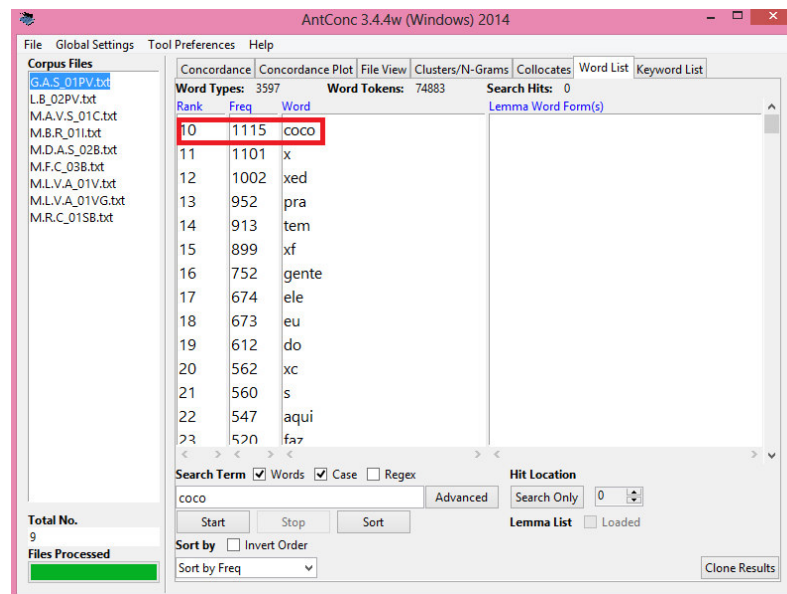 AntConc 3.4.4w (Windows) 2014
File Global Settings Tool Preferences Help
Corpus Files
G.A.S_01PV.txt
L.B_02PV.txt
M.A.V.S_01C.txt
M.B.R_01I.txt
M.D.A.S_02B.txt
M.F.C_03B.txt
M.L.V.A_01V.txt
M.L.V.A_01VG.txt
M.R.C_01SB.txt
Total No.
9
Files Processed
Concordance Concordance Plot File View Clusters/N-Grams Collocates Word List Keyword List
Word Types: 3597 Word Tokens: 74883 Search Hits: 0
Rank Freq Word Lemma Word Form(s)
10 1115 coco
11 1101 x
12 1002 xed
13 952 pra
14 913 tem
15 899 xf
16 752 gente
17 674 ele
18 673 eu
19 612 do
20 562 xc
21 560 s
22 547 aqui
23 520 faz
Search Term Words Case Regex Hit Location
coco Advanced Search Only 0
Start Stop Sort Lemma List Loaded
Sort by Invert Order
Sort by Freq Clone Results